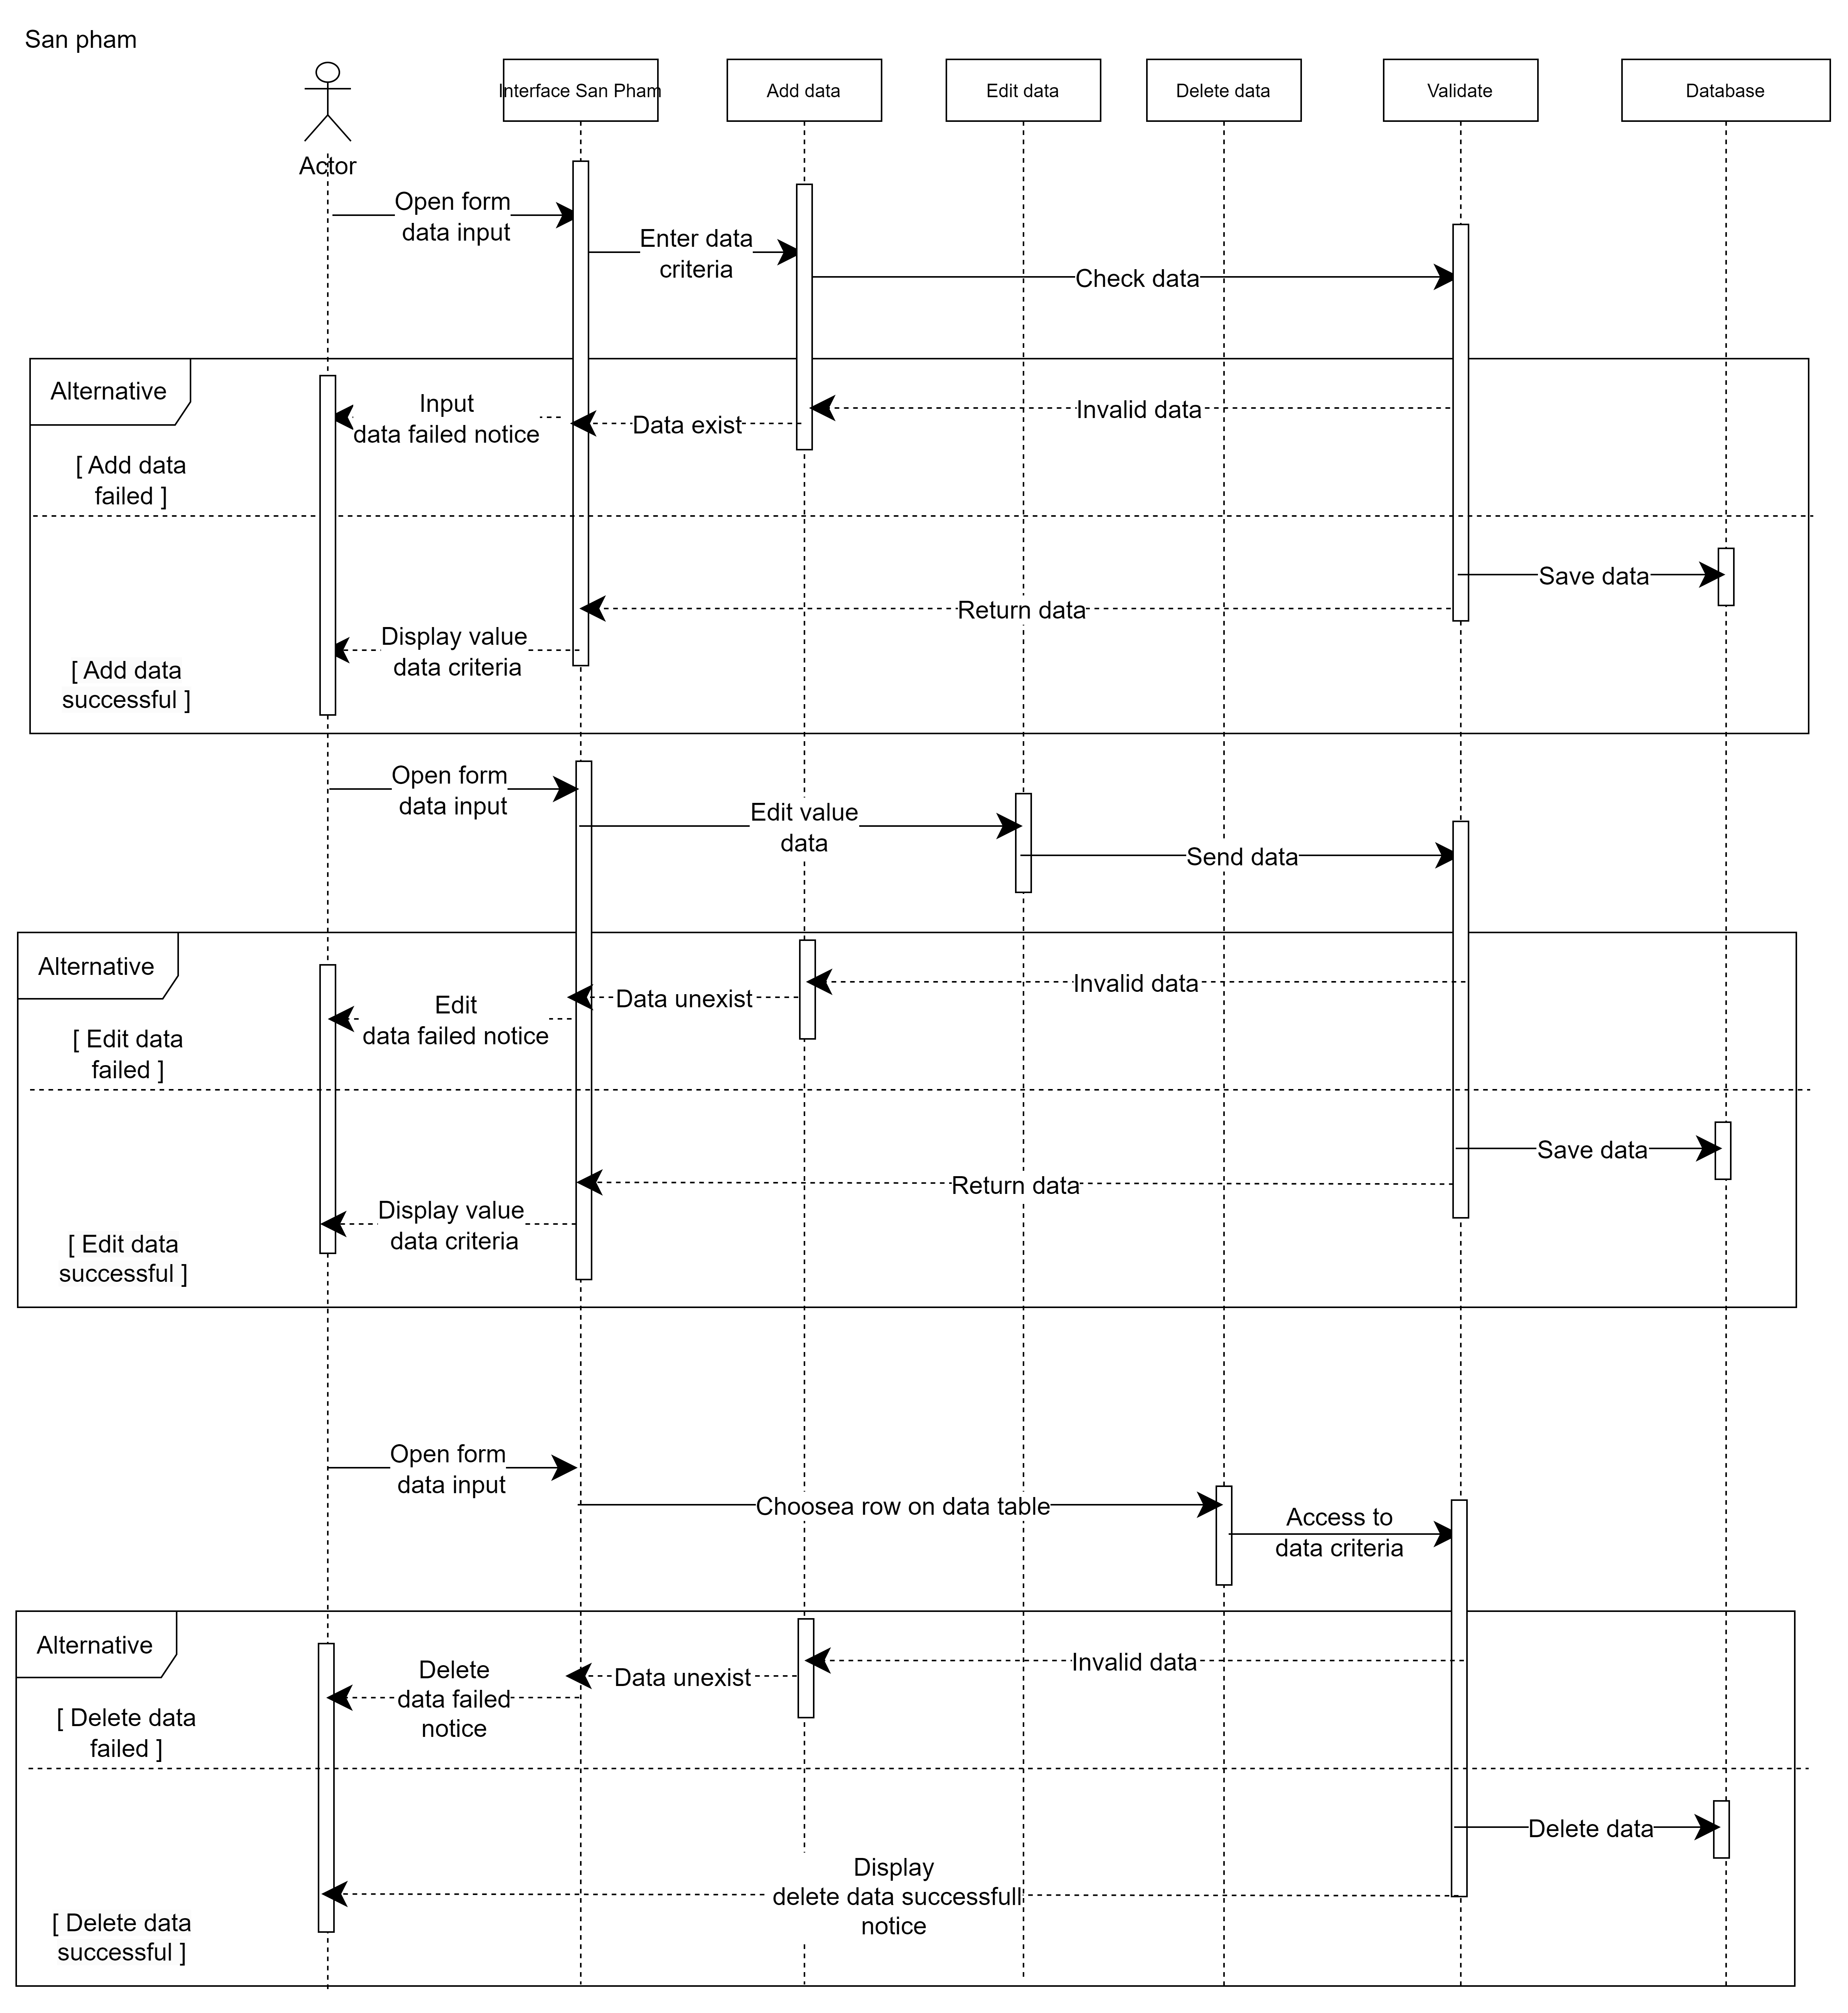 San pham
Interface San Pham
Add data
Edit data
Delete data
Validate
Database
Actor
Open form
data input
Enter data
criteria
Check data
Alternative
Input
data failed notice
Data exist
Invalid data
[ Add data
failed ]
Save data
Return data
Display value
data criteria
[ Add data
successful ]
Open form
data input
Edit value
data
Send data
Alternative
Edit
data failed notice
Data unexist
Invalid data
[ Edit data
failed ]
Save data
Return data
Display value
data criteria
[ Edit data
successful ]
Open form
data input
Choosea row on data table
Access to
data criteria
Alternative
Delete
data failed
notice
Data unexist
Invalid data
[ Delete data
failed ]
Delete data
Display
delete data successfull
notice
[ Delete data
successful ]